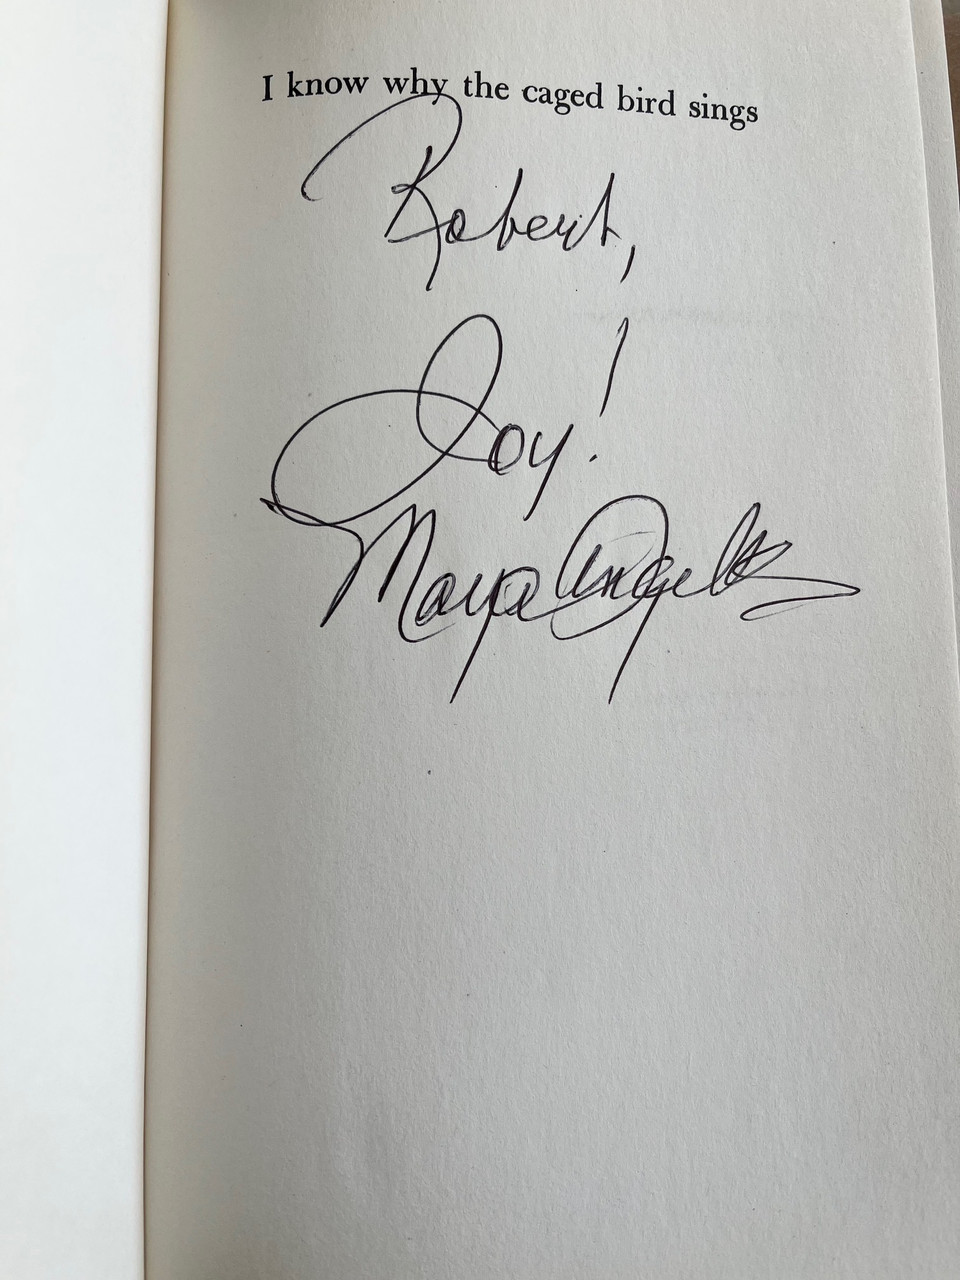 I know why the caged bird sings
Robert,
Joy!
Maya Angelou